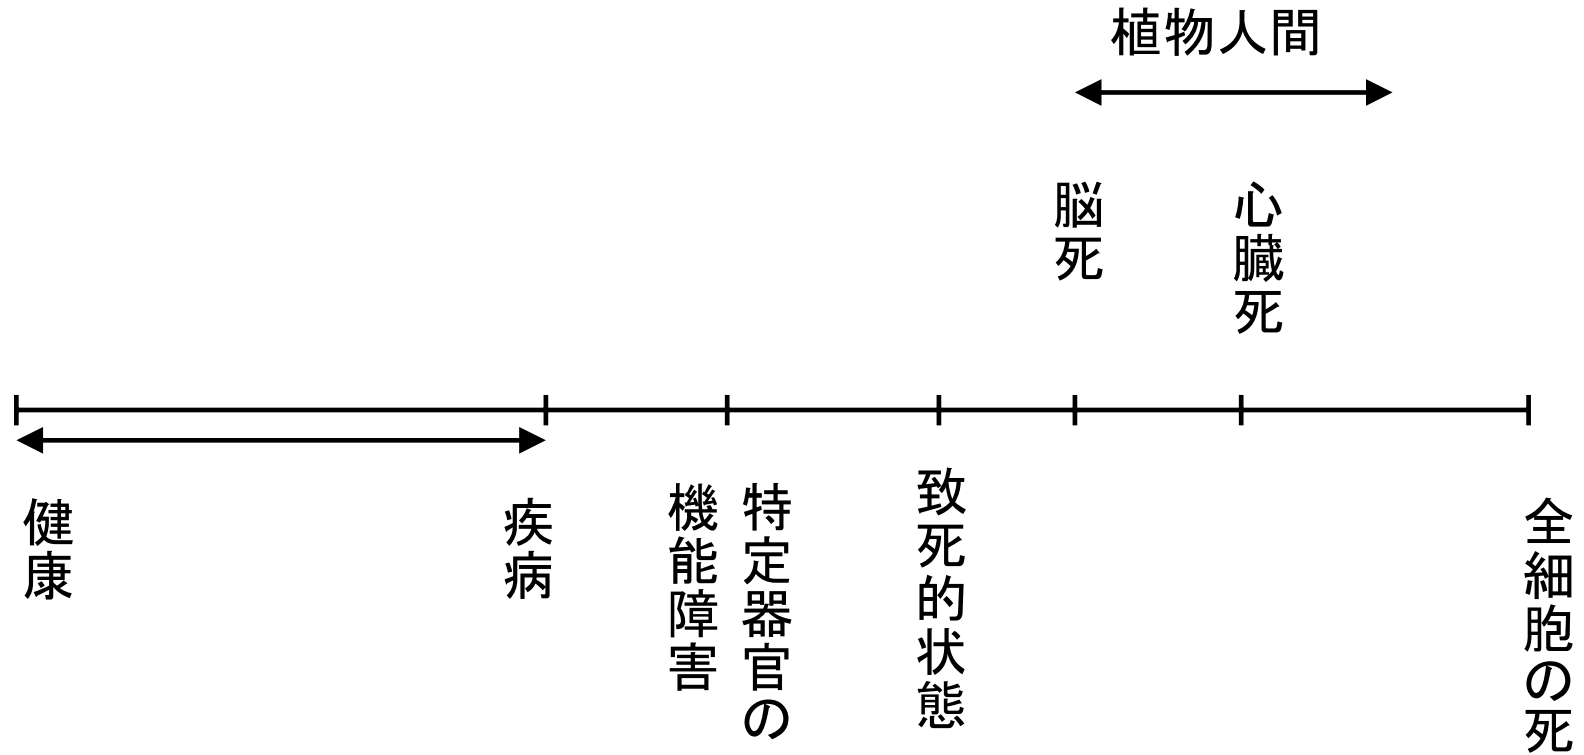 植物人間
脳死
心臓死
健康
疾病
特定器官の
機能障害
致死的状態
全細胞の死